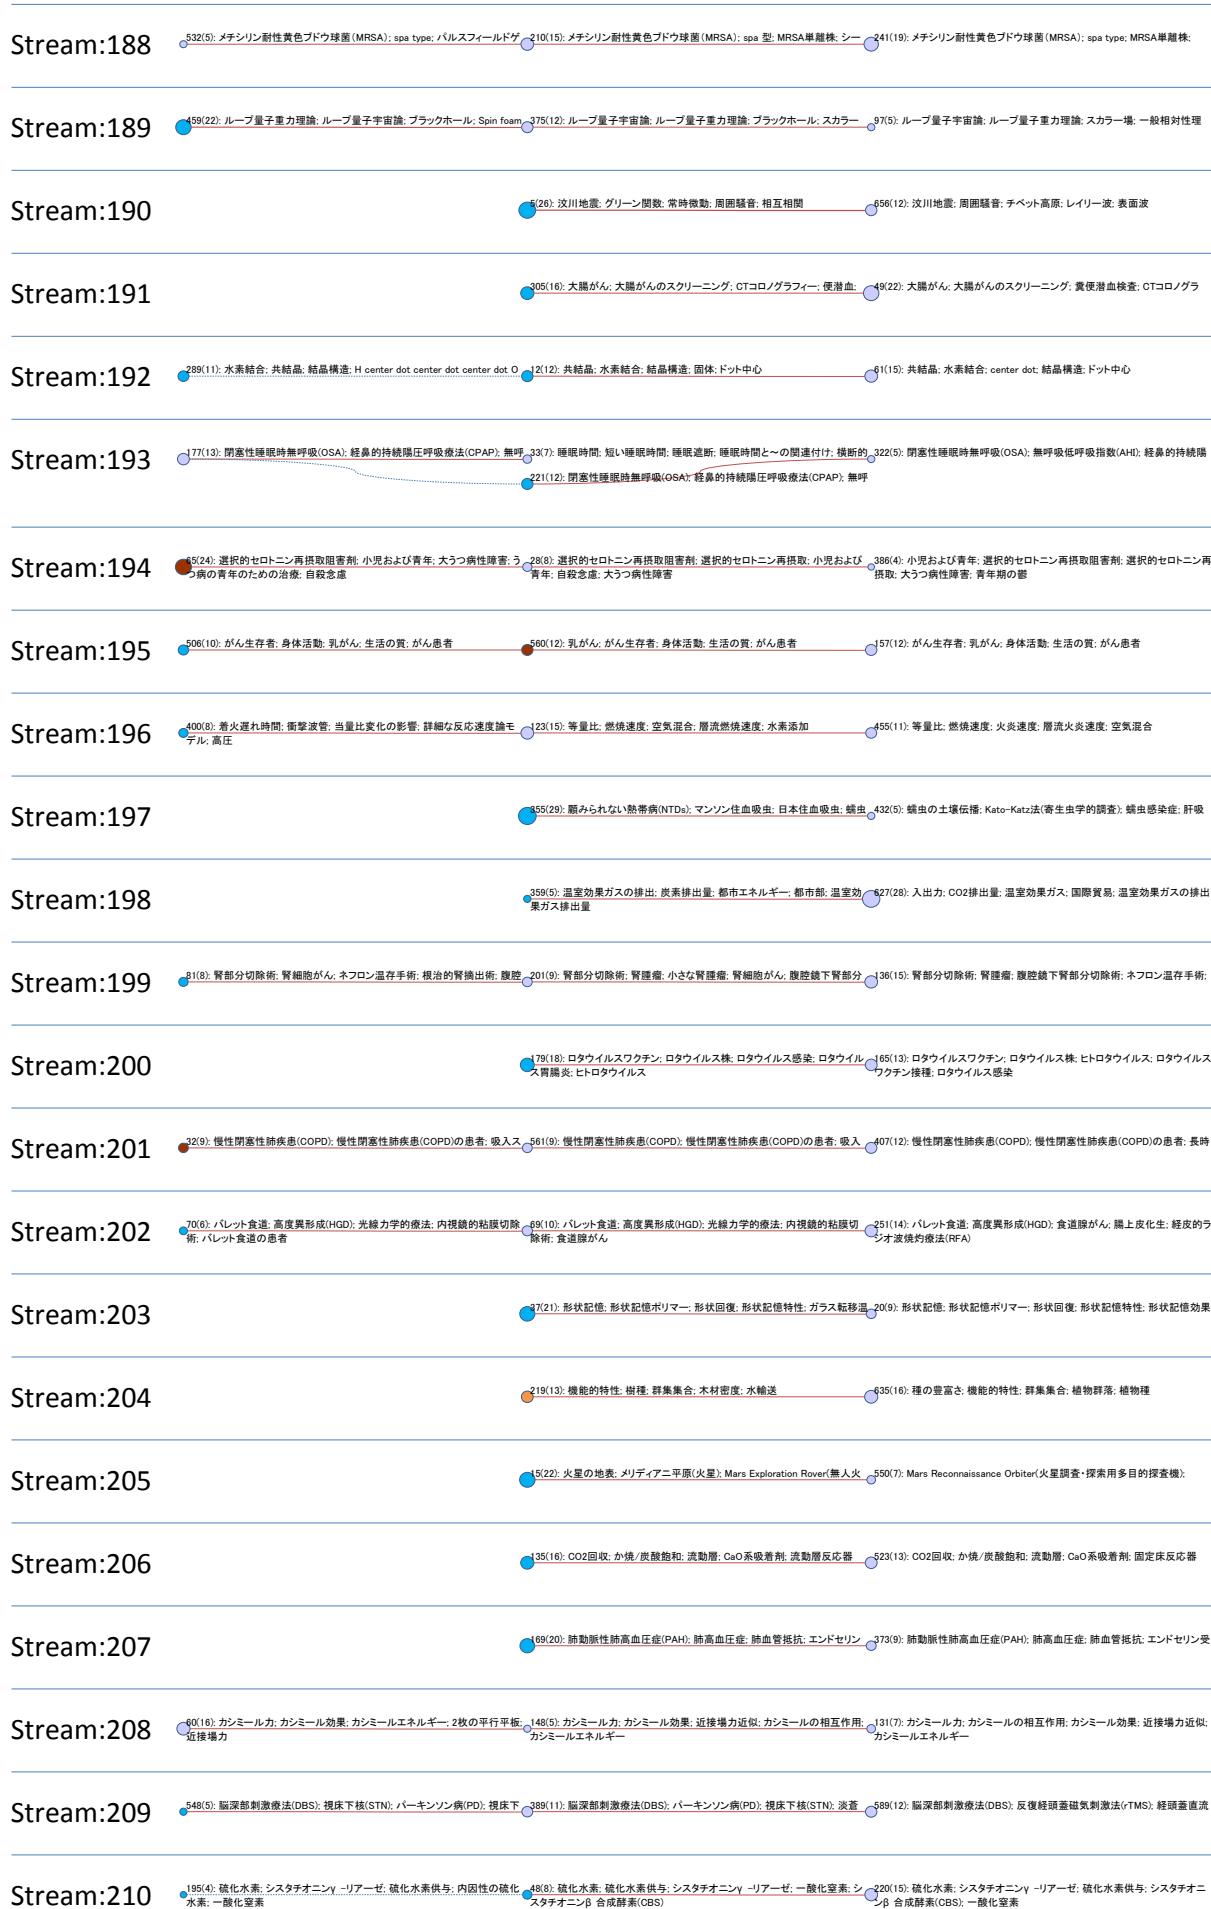 Stream:188
532(5): メチシリン耐性黄色ブドウ球菌(MRSA); spa type; パルスフィールドゲ
210(15): メチシリン耐性黄色ブドウ球菌(MRSA); spa 型; MRSA単離株; シー
241(19): メチシリン耐性黄色ブドウ球菌(MRSA); spa type; MRSA単離株;
Stream:189
459(22): ループ量子重力理論; ループ量子宇宙論; ブラックホール; Spin foam
375(12): ループ量子宇宙論; ループ量子重力理論; ブラックホール; スカラー
97(5): ループ量子宇宙論; ループ量子重力理論; スカラー場; 一般相対性理
Stream:190
5(26): 汶川地震; グリーン関数; 常時微動; 周囲騒音; 相互相関
656(12): 汶川地震; 周囲騒音; チベット高原; レイリー波; 表面波
Stream:191
305(16): 大腸がん; 大腸がんのスクリーニング; CTコロノグラフィー; 便潜血;
49(22): 大腸がん; 大腸がんのスクリーニング; 糞便潜血検査; CTコロノグラ
Stream:192
289(11): 水素結合; 共結晶; 結晶構造; H center dot center dot center dot O
12(12): 共結晶; 水素結合; 結晶構造; 固体; ドット中心
61(15): 共結晶; 水素結合; center dot; 結晶構造; ドット中心
Stream:193
177(13): 閉塞性睡眠時無呼吸(OSA); 経鼻的持続陽圧呼吸療法(CPAP); 無呼
33(7): 睡眠時間; 短い睡眠時間; 睡眠遮断; 睡眠時間と～の関連付け; 横断的
322(5): 閉塞性睡眠時無呼吸(OSA); 無呼吸低呼吸指数(AHI); 経鼻的持続陽
221(12): 閉塞性睡眠時無呼吸(OSA); 経鼻的持続陽圧呼吸療法(CPAP); 無呼
Stream:194
65(24): 選択的セロトニン再摂取阻害剤; 小児および青年; 大うつ病性障害; う
つ病の青年のための治療; 自殺念慮
28(8): 選択的セロトニン再摂取阻害剤; 選択的セロトニン再摂取; 小児および
青年; 自殺念慮; 大うつ病性障害
386(4): 小児および青年; 選択的セロトニン再摂取阻害剤; 選択的セロトニン再
摂取; 大うつ病性障害; 青年期の鬱
Stream:195
506(10): がん生存者; 身体活動; 乳がん; 生活の質; がん患者
560(12): 乳がん; がん生存者; 身体活動; 生活の質; がん患者
157(12): がん生存者; 乳がん; 身体活動; 生活の質; がん患者
Stream:196
400(8): 着火遅れ時間; 衝撃波管; 当量比変化の影響; 詳細な反応速度論モ
デル; 高圧
123(15): 等量比; 燃焼速度; 空気混合; 層流燃焼速度; 水素添加
455(11): 等量比; 燃焼速度; 火炎速度; 層流火炎速度; 空気混合
Stream:197
355(29): 顧みられない熱帯病(NTDs); マンソン住血吸虫; 日本住血吸虫; 蠕虫
432(5): 蠕虫の土壌伝播; Kato-Katz法(寄生虫学的調査); 蠕虫感染症; 肝吸
Stream:198
359(5): 温室効果ガスの排出; 炭素排出量; 都市エネルギー; 都市部; 温室効
果ガス排出量
627(28): 入出力; CO2排出量; 温室効果ガス; 国際貿易; 温室効果ガスの排出
Stream:199
81(8): 腎部分切除術; 腎細胞がん; ネフロン温存手術; 根治的腎摘出術; 腹腔
201(9): 腎部分切除術; 腎腫瘤; 小さな腎腫瘤; 腎細胞がん; 腹腔鏡下腎部分
136(15): 腎部分切除術; 腎腫瘤; 腹腔鏡下腎部分切除術; ネフロン温存手術;
Stream:200
179(18): ロタウイルスワクチン; ロタウイルス株; ロタウイルス感染; ロタウイル
ス胃腸炎; ヒトロタウイルス
165(13): ロタウイルスワクチン; ロタウイルス株; ヒトロタウイルス; ロタウイルス
ワクチン接種; ロタウイルス感染
Stream:201
32(9): 慢性閉塞性肺疾患(COPD); 慢性閉塞性肺疾患(COPD)の患者; 吸入ス
561(9): 慢性閉塞性肺疾患(COPD); 慢性閉塞性肺疾患(COPD)の患者; 吸入
407(12): 慢性閉塞性肺疾患(COPD); 慢性閉塞性肺疾患(COPD)の患者; 長時
Stream:202
70(6): バレット食道; 高度異形成(HGD); 光線力学的療法; 内視鏡的粘膜切除
術; バレット食道の患者
69(10): バレット食道; 高度異形成(HGD); 光線力学的療法; 内視鏡的粘膜切
除術; 食道腺がん
251(14): バレット食道; 高度異形成(HGD); 食道腺がん; 腸上皮化生; 経皮的ラ
ジオ波焼灼療法(RFA)
Stream:203
37(21): 形状記憶; 形状記憶ポリマー; 形状回復; 形状記憶特性; ガラス転移温
20(9): 形状記憶; 形状記憶ポリマー; 形状回復; 形状記憶特性; 形状記憶効果
Stream:204
219(13): 機能的特性; 樹種; 群集集合; 木材密度; 水輸送
635(16): 種の豊富さ; 機能的特性; 群集集合; 植物群落; 植物種
Stream:205
15(22): 火星の地表; メリディアニ平原(火星); Mars Exploration Rover(無人火
550(7): Mars Reconnaissance Orbiter(火星調査・探索用多目的探査機);
Stream:206
135(16): CO2回収; か焼/炭酸飽和; 流動層; CaO系吸着剤; 流動層反応器
523(13): CO2回収; か焼/炭酸飽和; 流動層; CaO系吸着剤; 固定床反応器
Stream:207
169(20): 肺動脈性肺高血圧症(PAH); 肺高血圧症; 肺血管抵抗; エンドセリン
373(9): 肺動脈性肺高血圧症(PAH); 肺高血圧症; 肺血管抵抗; エンドセリン受
Stream:208
60(16): カシミール力; カシミール効果; カシミールエネルギー; 2枚の平行平板;
近接場力
148(5): カシミール力; カシミール効果; 近接場力近似; カシミールの相互作用;
カシミールエネルギー
131(7): カシミール力; カシミールの相互作用; カシミール効果; 近接場力近似;
カシミールエネルギー
Stream:209
548(5): 脳深部刺激療法(DBS); 視床下核(STN); パーキンソン病(PD); 視床下
389(11): 脳深部刺激療法(DBS); パーキンソン病(PD); 視床下核(STN); 淡蒼
589(12): 脳深部刺激療法(DBS); 反復経頭蓋磁気刺激法(rTMS); 経頭蓋直流
Stream:210
195(4): 硫化水素; シスタチオニンγ -リアーゼ; 硫化水素供与; 内因性の硫化
水素; 一酸化窒素
48(8): 硫化水素; 硫化水素供与; シスタチオニンγ -リアーゼ; 一酸化窒素; シ
スタチオニンβ 合成酵素(CBS)
220(15): 硫化水素; シスタチオニンγ -リアーゼ; 硫化水素供与; シスタチオニ
ンβ 合成酵素(CBS); 一酸化窒素